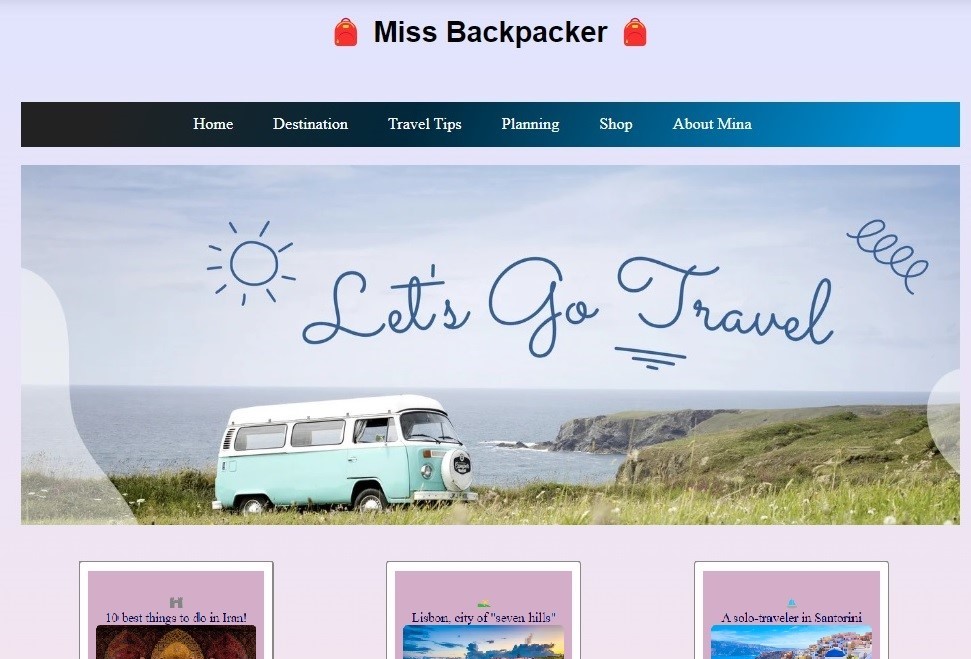 Miss Backpacker
Home Destination Travel Tips Planning Shop About Mina
Let's Go Travel
10 best things to do in Iran!
Lisbon, city of "seven hills"
A solo-traveler in Santorini